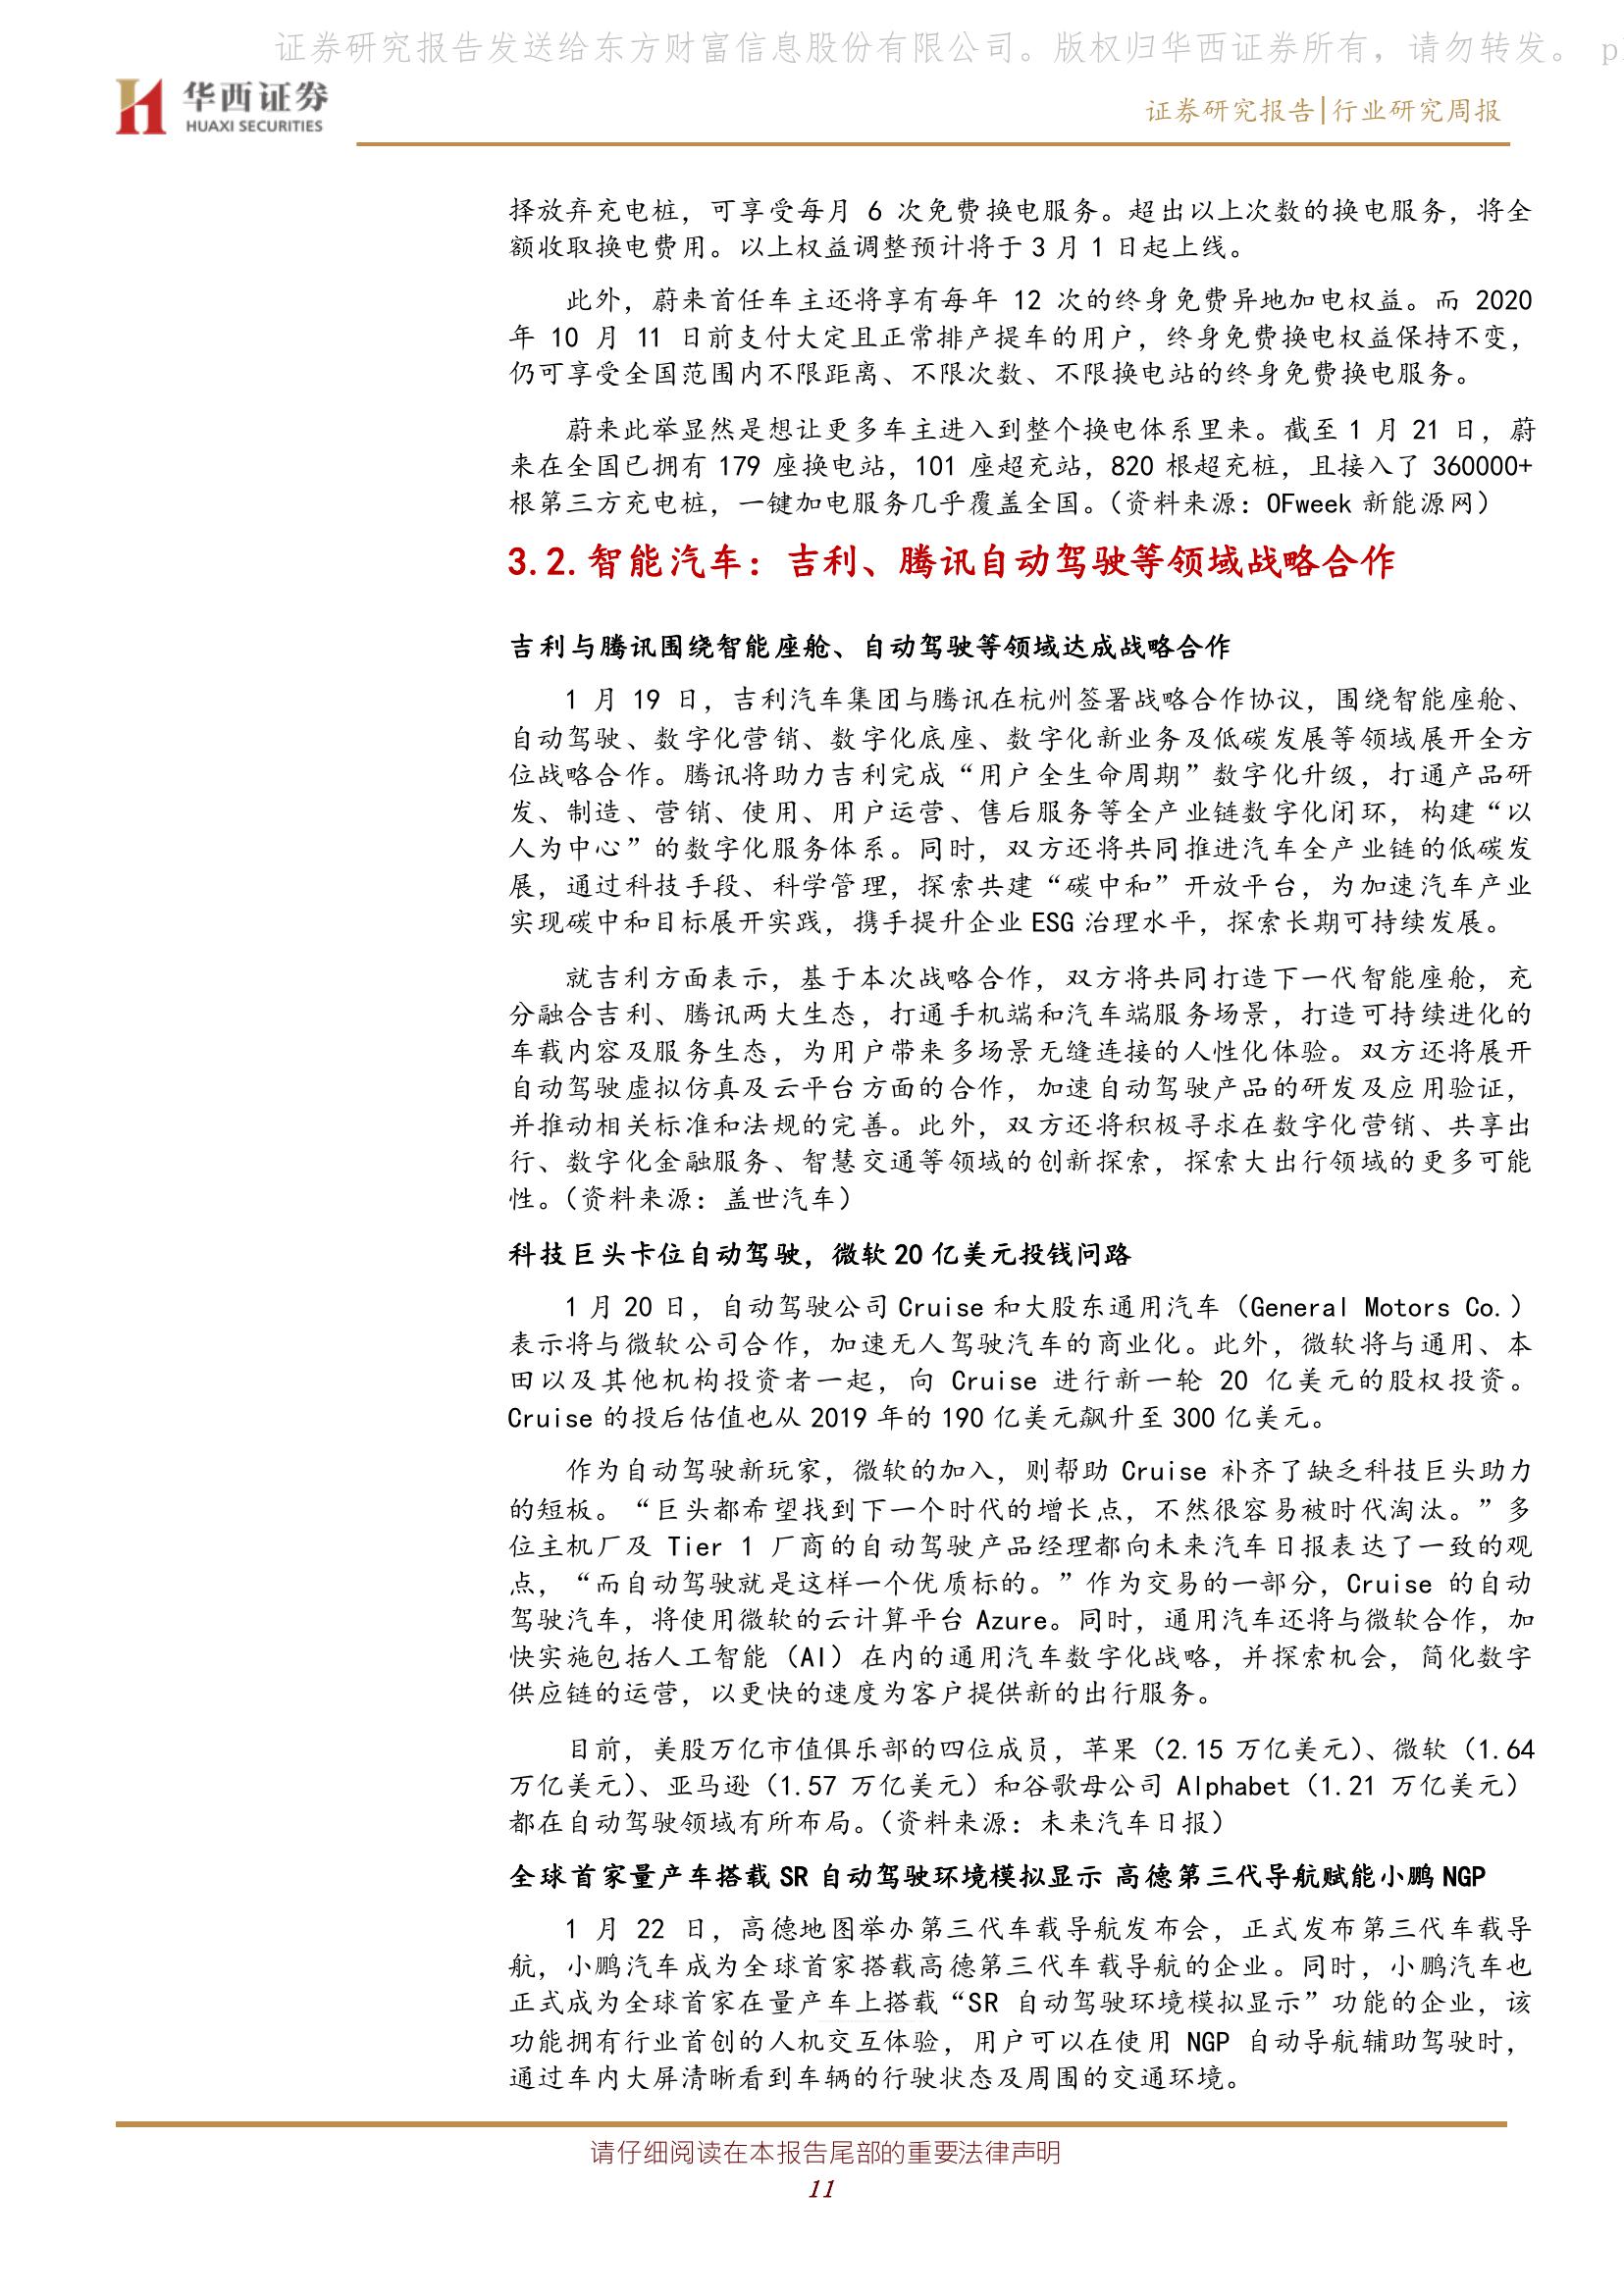 证券研究报告发送给东方财富信息股份有限公司。版权归华西证券所有，请勿转发。 p
华西证券
HUAXI SECURITIES
证券研究报告|行业研究周报
择放弃充电桩，可享受每月 6 次免费换电服务。超出以上次数的换电服务，将全
额收取换电费用。以上权益调整预计将于 3 月 1 日起上线。
此外，蔚来首任车主还将享有每年 12 次的终身免费异地加电权益。而 2020
年 10 月 11 日前支付大定且正常排产提车的用户，终身免费换电权益保持不变，
仍可享受全国范围内不限距离、不限次数、不限换电站的终身免费换电服务。
蔚来此举显然是想让更多车主进入到整个换电体系里来。截至 1 月 21 日，蔚
来在全国已拥有 179 座换电站，101 座超充站，820 根超充桩，且接入了 360000+
根第三方充电桩，一键加电服务几乎覆盖全国。（资料来源：OFweek 新能源网）
3.2.智能汽车：吉利、腾讯自动驾驶等领域战略合作
吉利与腾讯围绕智能座舱、自动驾驶等领域达成战略合作
1 月 19 日，吉利汽车集团与腾讯在杭州签署战略合作协议，围绕智能座舱、
自动驾驶、数字化营销、数字化底座、数字化新业务及低碳发展等领域展开全方
位战略合作。腾讯将助力吉利完成“用户全生命周期”数字化升级，打通产品研
发、制造、营销、使用、用户运营、售后服务等全产业链数字化闭环，构建“以
人为中心”的数字化服务体系。同时，双方还将共同推进汽车全产业链的低碳发
展，通过科技手段、科学管理，探索共建“碳中和”开放平台，为加速汽车产业
实现碳中和目标展开实践，携手提升企业 ESG 治理水平，探索长期可持续发展。
就吉利方面表示，基于本次战略合作，双方将共同打造下一代智能座舱，充
分融合吉利、腾讯两大生态，打通手机端和汽车端服务场景，打造可持续进化的
车载内容及服务生态，为用户带来多场景无缝连接的人性化体验。双方还将展开
自动驾驶虚拟仿真及云平台方面的合作，加速自动驾驶产品的研发及应用验证，
并推动相关标准和法规的完善。此外，双方还将积极寻求在数字化营销、共享出
行、数字化金融服务、智慧交通等领域的创新探索，探索大出行领域的更多可能
性。（资料来源：盖世汽车）
科技巨头卡位自动驾驶，微软 20 亿美元投钱问路
1 月 20 日，自动驾驶公司 Cruise 和大股东通用汽车（General Motors Co.）
表示将与微软公司合作，加速无人驾驶汽车的商业化。此外，微软将与通用、本
田以及其他机构投资者一起，向 Cruise 进行新一轮 20 亿美元的股权投资。
Cruise 的投后估值也从 2019 年的 190 亿美元飙升至 300 亿美元。
作为自动驾驶新玩家，微软的加入，则帮助 Cruise 补齐了缺乏科技巨头助力
的短板。“巨头都希望找到下一个时代的增长点，不然很容易被时代淘汰。”多
位主机厂及 Tier 1 厂商的自动驾驶产品经理都向未来汽车日报表达了一致的观
点，“而自动驾驶就是这样一个优质标的。”作为交易的一部分，Cruise 的自动
驾驶汽车，将使用微软的云计算平台 Azure。同时，通用汽车还将与微软合作，加
快实施包括人工智能（AI）在内的通用汽车数字化战略，并探索机会，简化数字
供应链的运营，以更快的速度为客户提供新的出行服务。
目前，美股万亿市值俱乐部的四位成员，苹果（2.15 万亿美元）、微软（1.64
万亿美元）、亚马逊（1.57 万亿美元）和谷歌母公司 Alphabet（1.21 万亿美元）
都在自动驾驶领域有所布局。（资料来源：未来汽车日报）
全球首家量产车搭载 SR 自动驾驶环境模拟显示 高德第三代导航赋能小鹏 NGP
1 月 22 日，高德地图举办第三代车载导航发布会，正式发布第三代车载导
航，小鹏汽车成为全球首家搭载高德第三代车载导航的企业。同时，小鹏汽车也
正式成为全球首家在量产车上搭载“SR 自动驾驶环境模拟显示”功能的企业，该
功能拥有行业首创的人机交互体验，用户可以在使用 NGP 自动导航辅助驾驶时，
通过车内大屏清晰看到车辆的行驶状态及周围的交通环境。
请仔细阅读在本报告尾部的重要法律声明
11